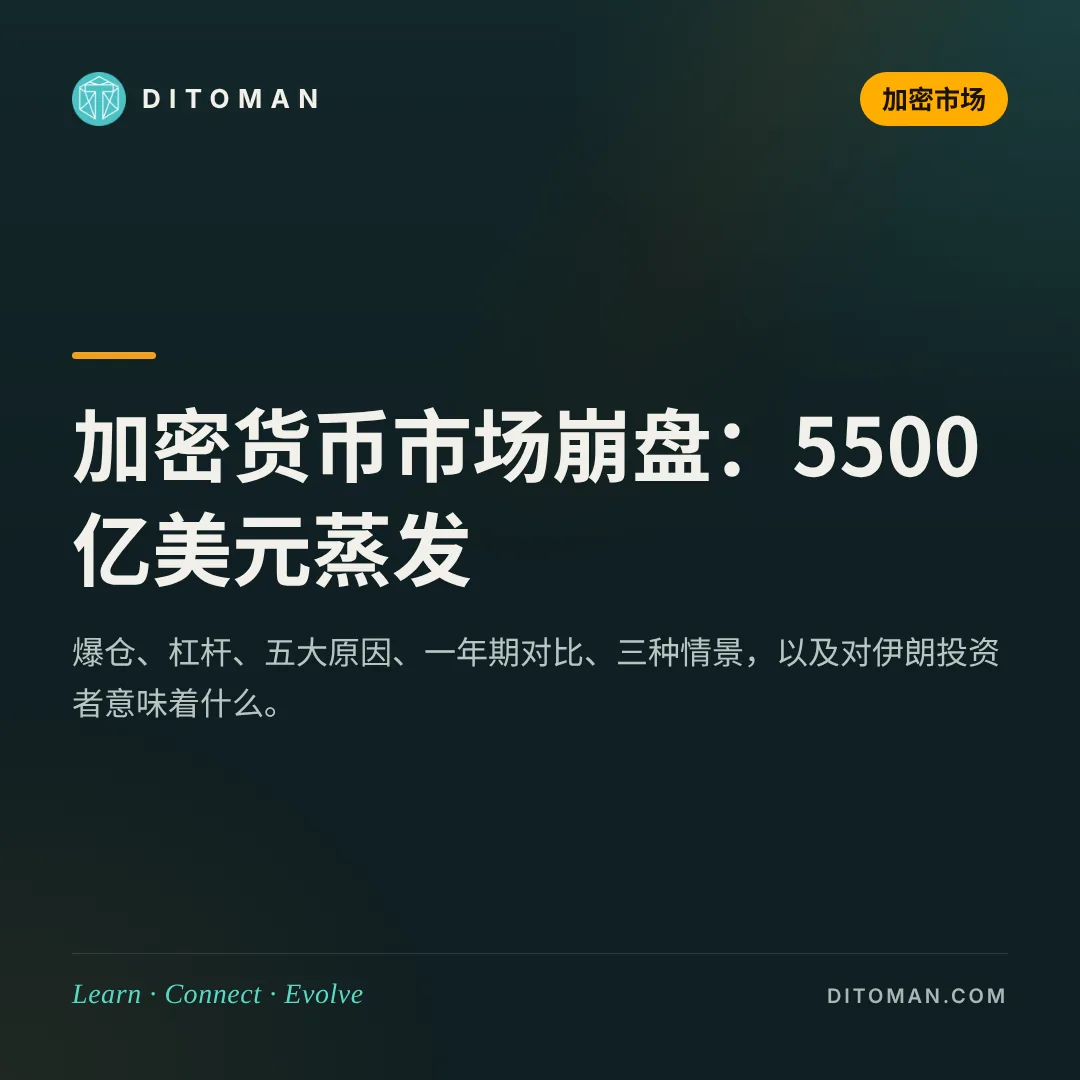 DITOMAN
加密市场
加密货币市场崩盘：5500
亿美元蒸发
爆仓、杠杆、五大原因、一年期对比、三种情景，以及对伊朗投资
者意味着什么。
Learn · Connect · Evolve
DITOMAN.COM